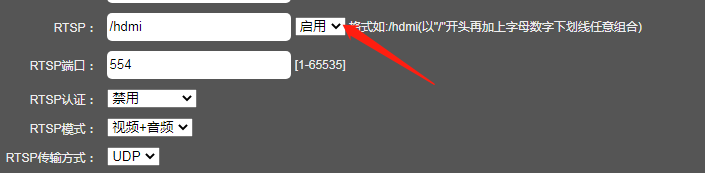 RTSP： /hdmi 启用 格式如:/hdmi(以"/"开头再加上字母数字下划线任意组合)
RTSP端口： 554 [1-65535]
RTSP认证： 禁用
RTSP模式： 视频+音频
RTSP传输方式： UDP